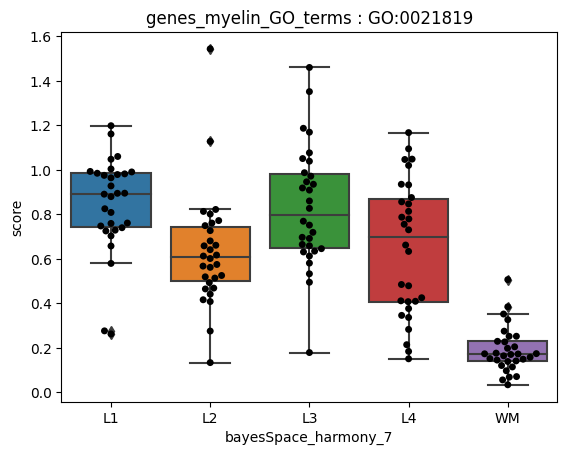 genes_myelin_GO_terms : GO:0021819
1.6
1.4
1.2
1.0
0.8
0.6
0.4
0.2
0.0
score
L1 L2 L3 L4 WM
bayesSpace_harmony_7